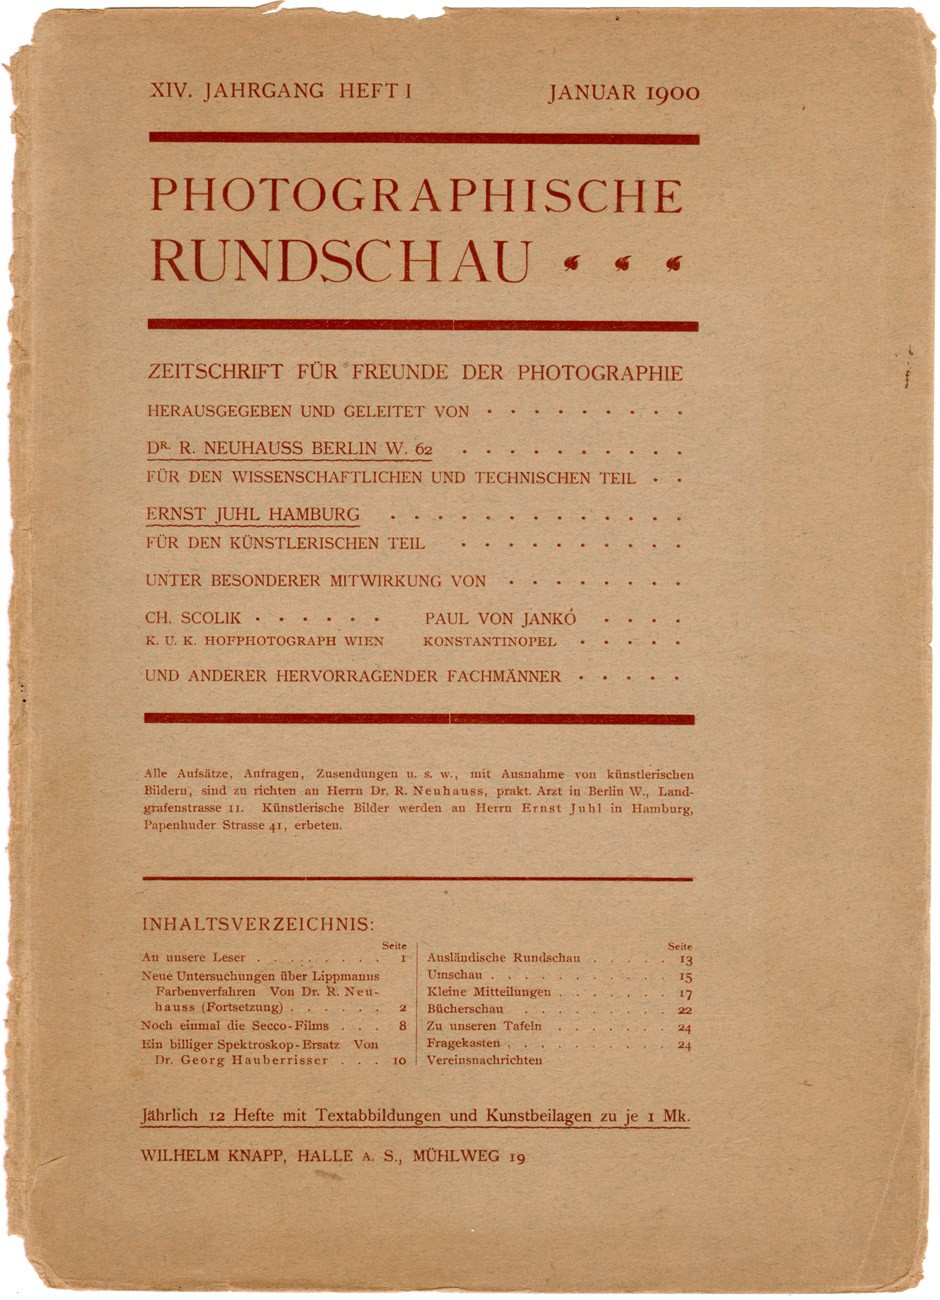 XIV. JAHRGANG HEFT I JANUAR 1900
PHOTOGRAPHISCHE
RUNDSCHAU
ZEITSCHRIFT FÜR FREUNDE DER PHOTOGRAPHIE
HERAUSGEGEBEN UND GELEITET VON . . . . . . . . .
DR. R. NEUHAUSS BERLIN W. 62 . . . . . . . . . .
FÜR DEN WISSENSCHAFTLICHEN UND TECHNISCHEN TEIL . .
ERNST JUHL HAMBURG . . . . . . . . . . . . .
FÜR DEN KÜNSTLERISCHEN TEIL . . . . . . . . . .
UNTER BESONDERER MITWIRKUNG VON . . . . . . . .
CH. SCOLIK . . . . . . PAUL VON JANKÓ . . . .
K. U. K. HOFPHOTOGRAPH WIEN KONSTANTINOPEL . . . . .
UND ANDERER HERVORRAGENDER FACHMÄNNER . . . . .
Alle Aufsätze, Anfragen, Zusendungen u. s. w., mit Ausnahme von künstlerischen
Bildern, sind zu richten an Herrn Dr. R. Neuhauss, prakt. Arzt in Berlin W., Land-
grafenstrasse 11. Künstlerische Bilder werden an Herrn Ernst Juhl in Hamburg,
Papenhuder Strasse 41, erbeten.
INHALTSVERZEICHNIS:
Seite
An unsere Leser . . . . . . . . 1
Neue Untersuchungen über Lippmanns
Farbenverfahren Von Dr. R. Neu-
hauss (Fortsetzung) . . . . . . 2
Noch einmal die Secco-Films . . . 8
Ein billiger Spektroskop-Ersatz Von
Dr. Georg Hauberrisser . . . 10
Seite
Ausländische Rundschau . . . . . 13
Umschau . . . . . . . . . . . 15
Kleine Mitteilungen . . . . . . . 17
Bücherschau . . . . . . . . . 22
Zu unseren Tafeln . . . . . . . 24
Fragekasten . . . . . . . . . . 24
Vereinsnachrichten
Jährlich 12 Hefte mit Textabbildungen und Kunstbeilagen zu je 1 Mk.
WILHELM KNAPP, HALLE A. S., MÜHLWEG 19